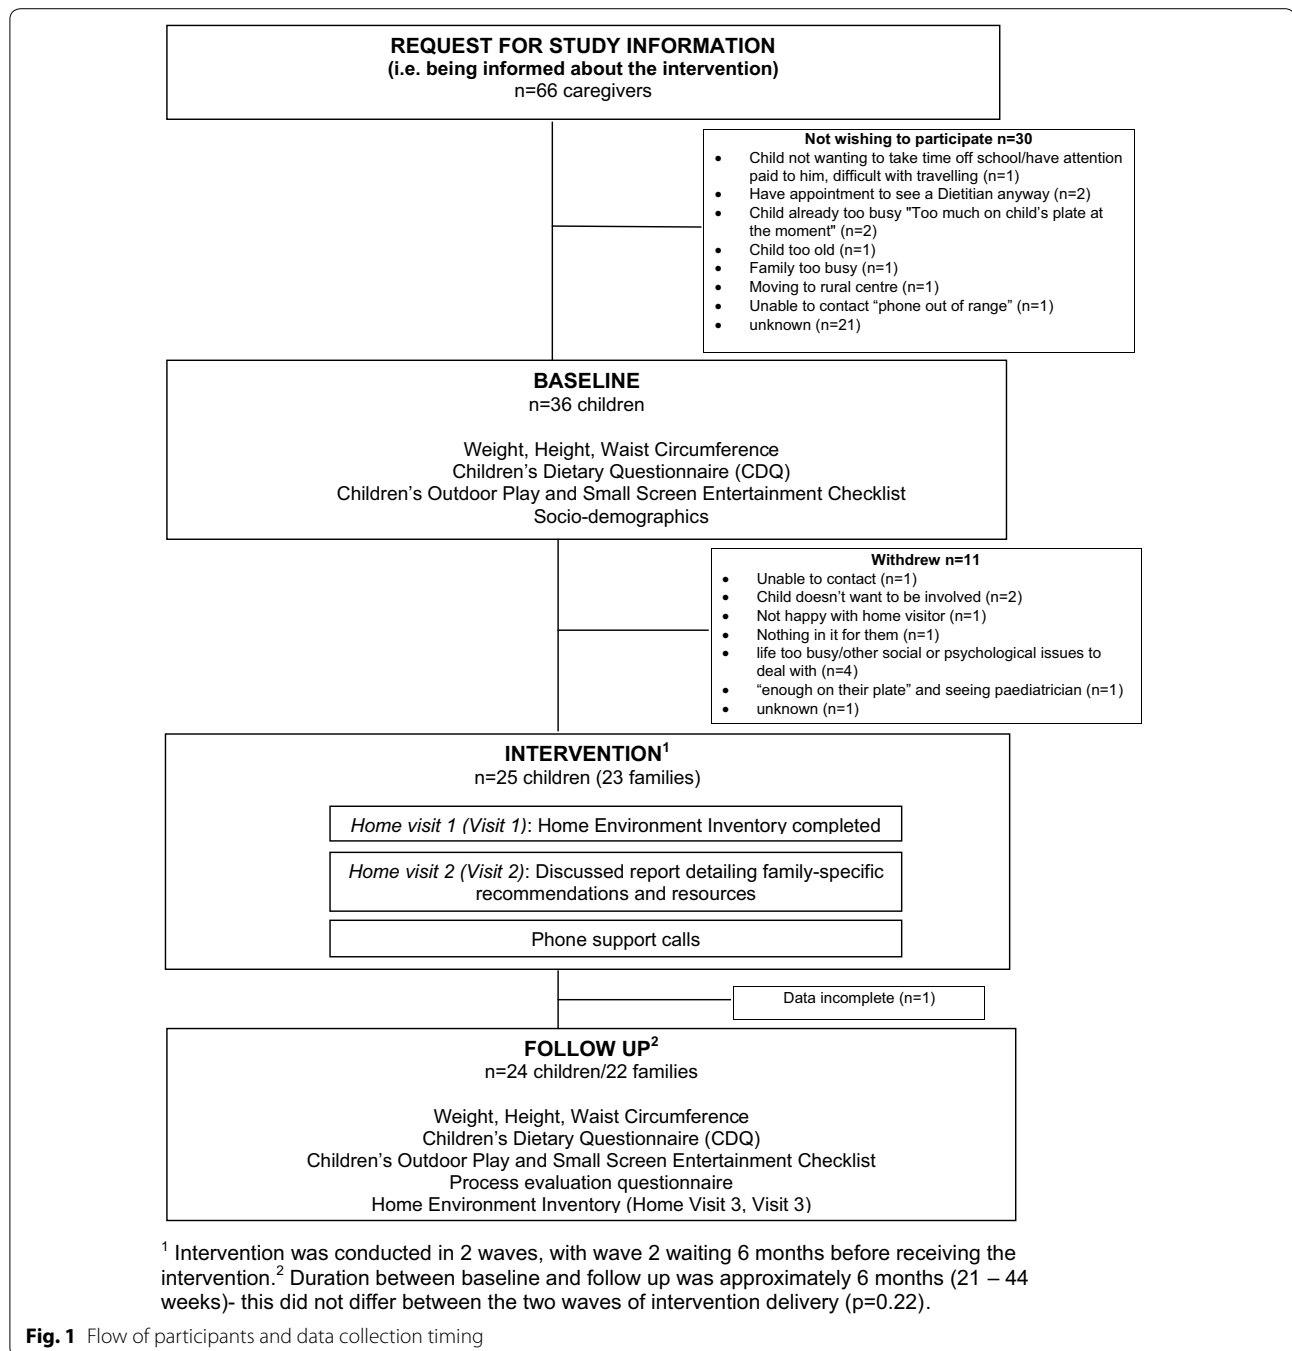 REQUEST FOR STUDY INFORMATION
(i.e. being informed about the intervention)
n=66 caregivers
Not wishing to participate n=30
• Child not wanting to take time off school/have attention
paid to him, difficult with travelling (n=1)
• Have appointment to see a Dietitian anyway (n=2)
• Child already too busy "Too much on child's plate at
the moment" (n=2)
• Child too old (n=1)
• Family too busy (n=1)
• Moving to rural centre (n=1)
• Unable to contact “phone out of range” (n=1)
• unknown (n=21)
BASELINE
n=36 children
Weight, Height, Waist Circumference
Children’s Dietary Questionnaire (CDQ)
Children’s Outdoor Play and Small Screen Entertainment Checklist
Socio-demographics
Withdrew n=11
• Unable to contact (n=1)
• Child doesn’t want to be involved (n=2)
• Not happy with home visitor (n=1)
• Nothing in it for them (n=1)
• life too busy/other social or psychological issues to
deal with (n=4)
• “enough on their plate” and seeing paediatrician (n=1)
• unknown (n=1)
INTERVENTION¹
n=25 children (23 families)
Home visit 1 (Visit 1): Home Environment Inventory completed
Home visit 2 (Visit 2): Discussed report detailing family-specific
recommendations and resources
Phone support calls
Data incomplete (n=1)
FOLLOW UP²
n=24 children/22 families
Weight, Height, Waist Circumference
Children’s Dietary Questionnaire (CDQ)
Children’s Outdoor Play and Small Screen Entertainment Checklist
Process evaluation questionnaire
Home Environment Inventory (Home Visit 3, Visit 3)
¹ Intervention was conducted in 2 waves, with wave 2 waiting 6 months before receiving the
intervention.² Duration between baseline and follow up was approximately 6 months (21 – 44
weeks)- this did not differ between the two waves of intervention delivery (p=0.22).
Fig. 1 Flow of participants and data collection timing